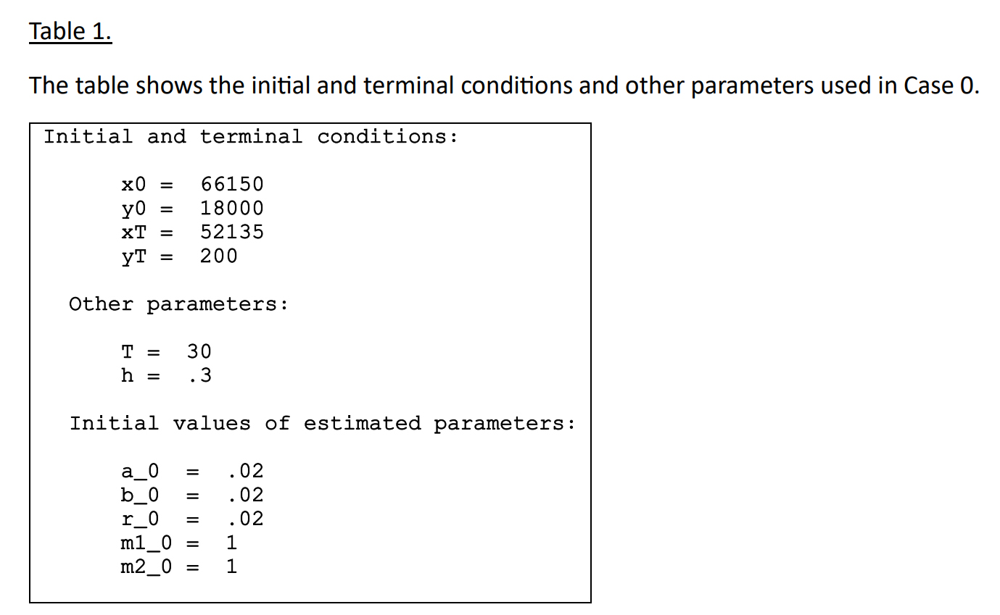 Table 1.
The table shows the initial and terminal conditions and other parameters used in Case 0.
Initial and terminal conditions:
x0 = 66150
y0 = 18000
xT = 52135
yT = 200
Other parameters:
T = 30
h = .3
Initial values of estimated parameters:
a_0 = .02
b_0 = .02
r_0 = .02
m1_0 = 1
m2_0 = 1